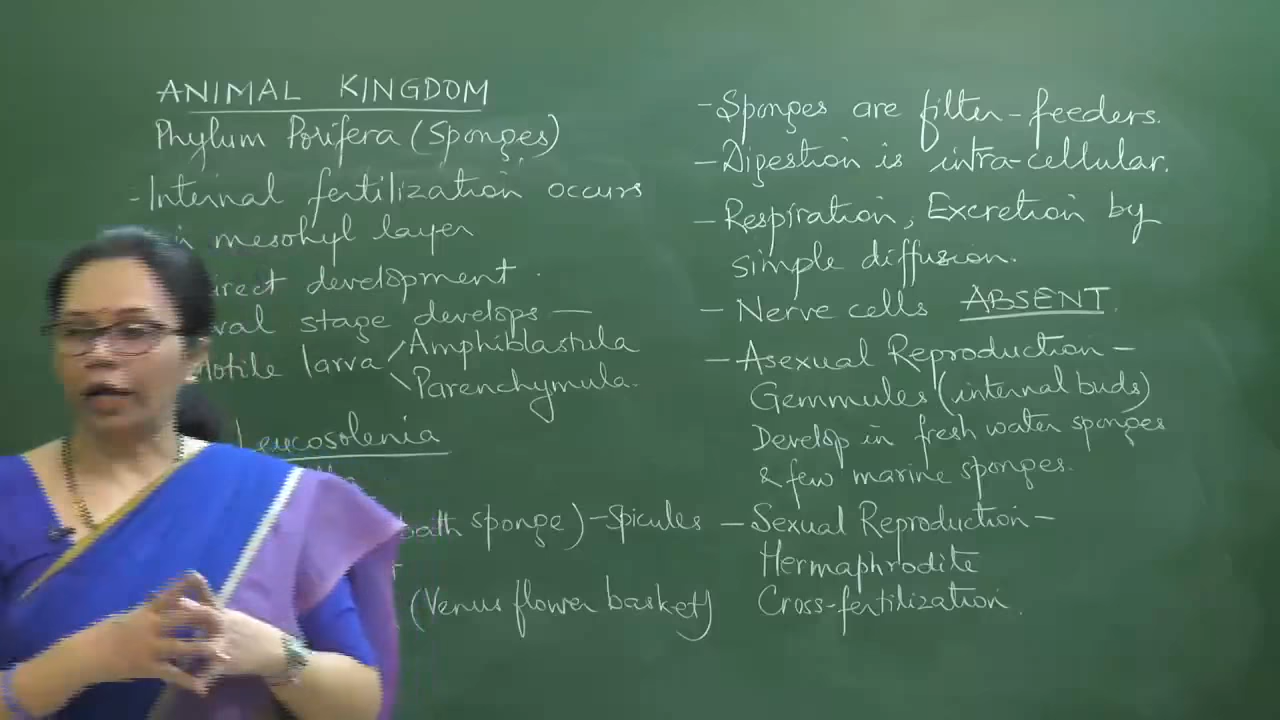 ANIMAL KINGDOM
Phylum Porifera (Sponges)
- Internal fertilization occurs
mesohyl layer
development
stage develops —
larva Amphiblastula
Parenchymula.
Leucosolenia
bath sponge) - Spicules
(Venus flower basket)
- Sponges are filter-feeders.
- Digestion is intra-cellular.
- Respiration, Excretion by
simple diffusion.
- Nerve cells ABSENT.
- Asexual Reproduction -
Gemmules (internal buds)
Develop in fresh water sponges
& few marine sponges.
- Sexual Reproduction -
Hermaphrodite
Cross-fertilization.